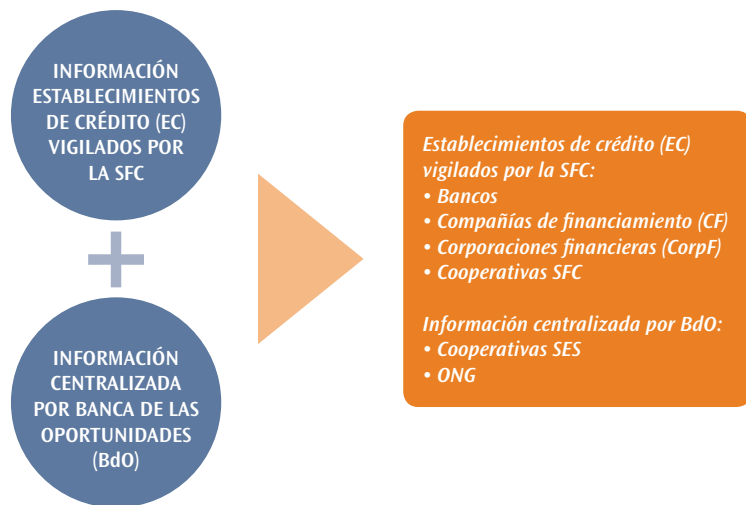 INFORMACIÓN
ESTABLECIMIENTOS
DE CRÉDITO (EC)
VIGILADOS POR
LA SFC
+
INFORMACIÓN
CENTRALIZADA
POR BANCA DE LAS
OPORTUNIDADES
(BdO)
Establecimientos de crédito (EC)
vigilados por la SFC:
• Bancos
• Compañías de financiamiento (CF)
• Corporaciones financieras (CorpF)
• Cooperativas SFC
Información centralizada por BdO:
• Cooperativas SES
• ONG